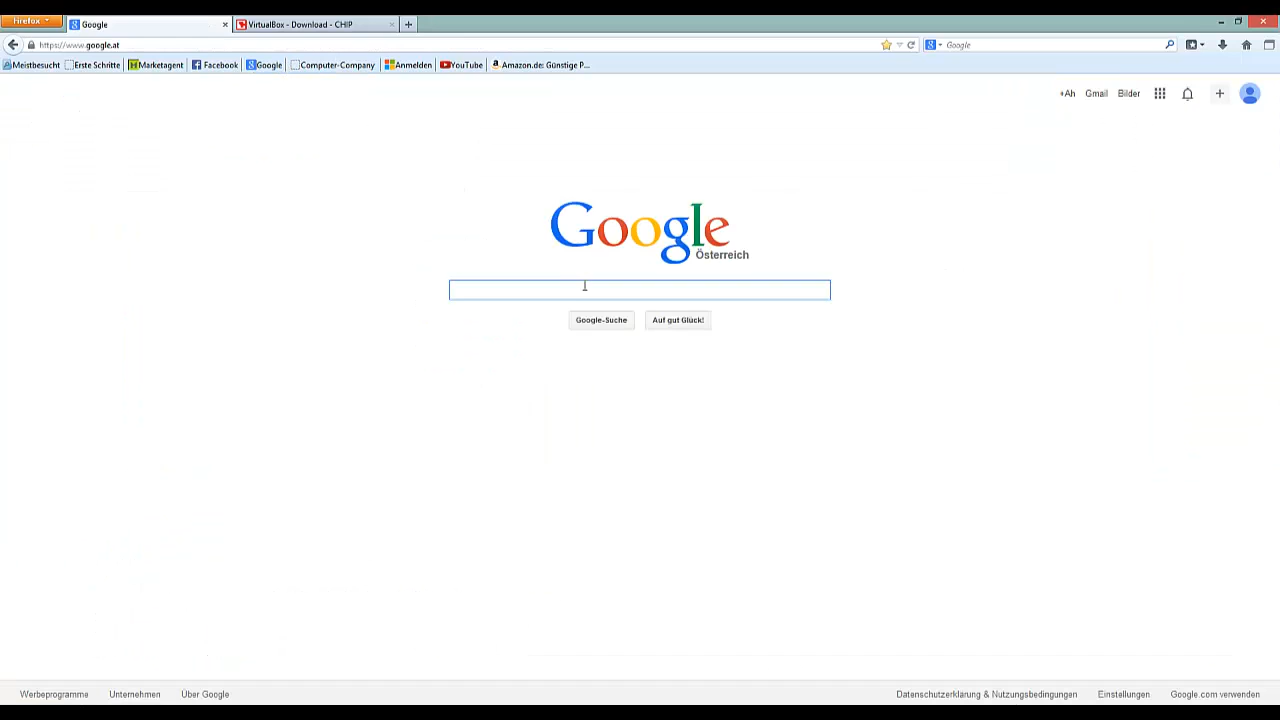 Firefox
Google
VirtualBox - Download - CHIP
https://www.google.at
Google
Meistbesucht Erste Schritte Marketagent Facebook Google Computer-Company Anmelden YouTube Amazon.de: Günstige P...
+Ah Gmail Bilder
Google
Österreich
Google-Suche Auf gut Glück!
Werbeprogramme Unternehmen Über Google Datenschutzerklärung & Nutzungsbedingungen Einstellungen Google.com verwenden